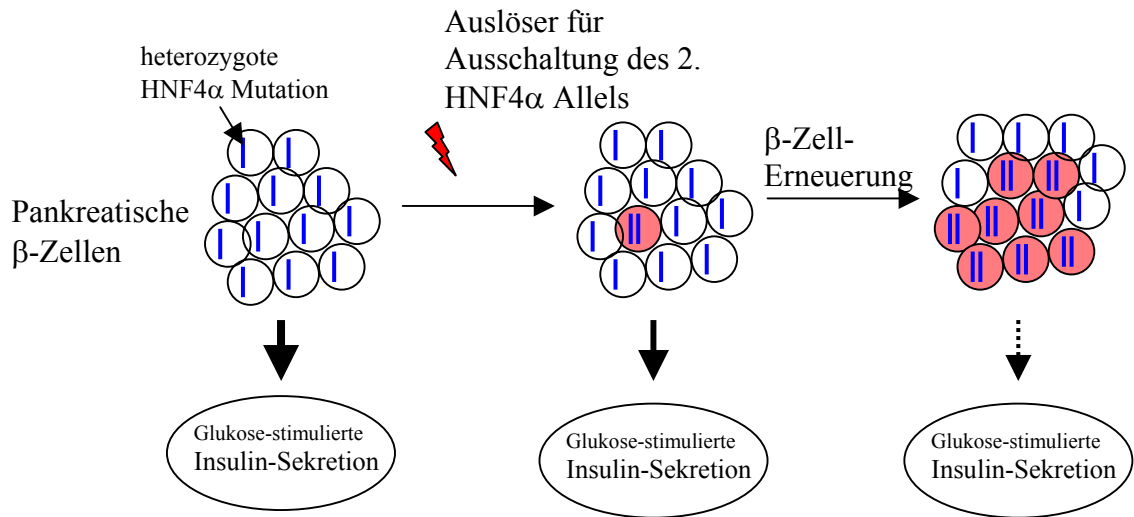 Auslöser für
Ausschaltung des 2.
HNF4α Allels
heterozygote
HNF4α Mutation
β-Zell-
Erneuerung
Pankreatische
β-Zellen
Glukose-stimulierte
Insulin-Sekretion
Glukose-stimulierte
Insulin-Sekretion
Glukose-stimulierte
Insulin-Sekretion